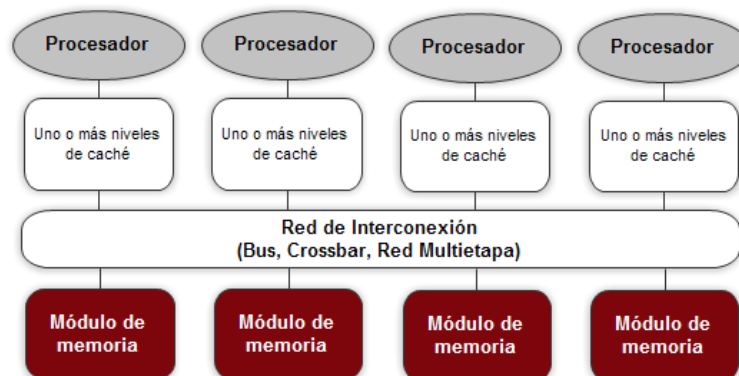 Procesador
Procesador
Procesador
Procesador
Uno o más niveles
de caché
Uno o más niveles
de caché
Uno o más niveles
de caché
Uno o más niveles
de caché
Red de Interconexión
(Bus, Crossbar, Red Multietapa)
Módulo de
memoria
Módulo de
memoria
Módulo de
memoria
Módulo de
memoria